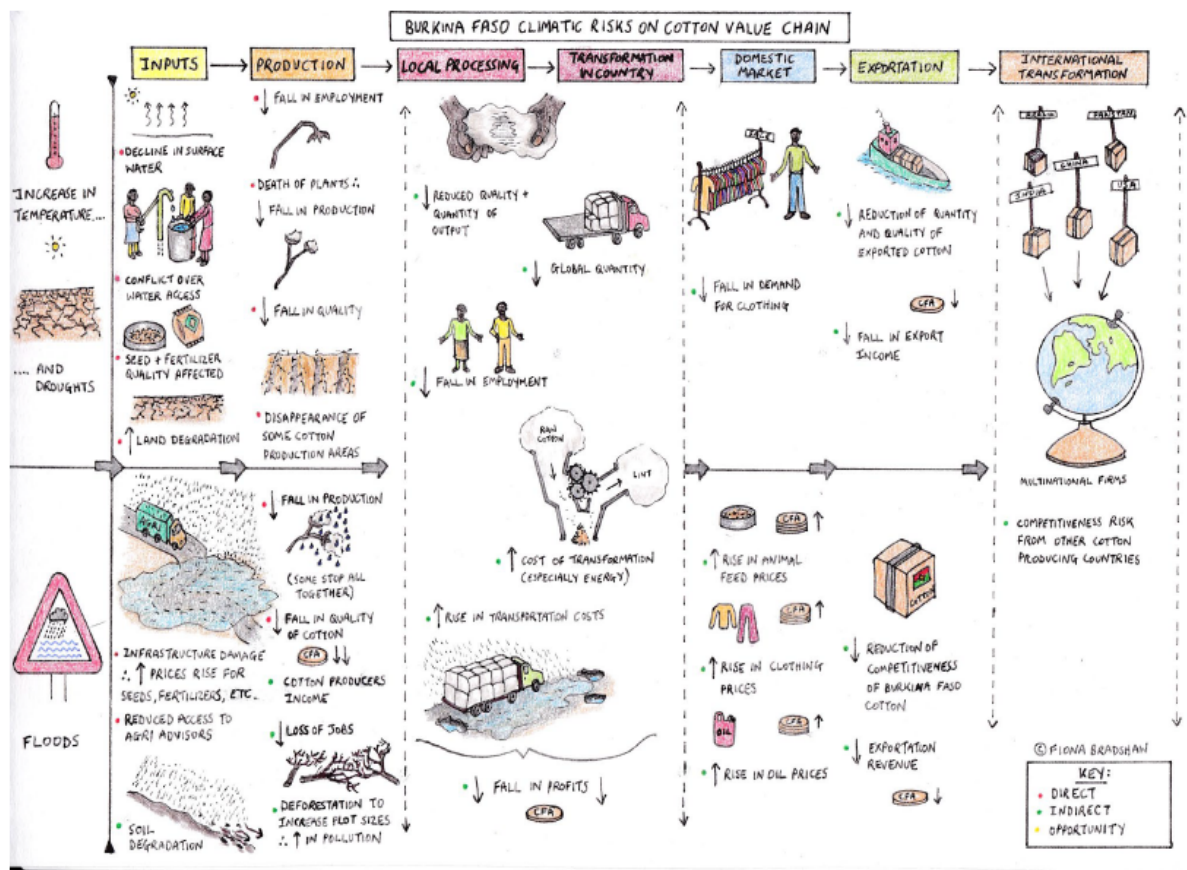 BURKINA FASO CLIMATIC RISKS ON COTTON VALUE CHAIN
INPUTS
PRODUCTION
LOCAL PROCESSING
TRANSFORMATION
IN COUNTRY
DOMESTIC
MARKET
EXPORTATION
INTERNATIONAL
TRANSFORMATION
INCREASE IN
TEMPERATURE...
.... AND
DROUGHTS
FLOODS
DECLINE IN SURFACE
WATER
CONFLICT OVER
WATER ACCESS
SEED + FERTILIZER
QUALITY AFFECTED
LAND DEGRADATION
AGRI
INFRASTRUCTURE DAMAGE
∴ ↑ PRICES RISE FOR
SEEDS, FERTILIZERS, ETC..
REDUCED ACCESS TO
AGRI ADVISORS
SOIL
DEGRADATION
FALL IN EMPLOYMENT
DEATH OF PLANTS ∴
FALL IN PRODUCTION
FALL IN QUALITY
DISAPPEARANCE OF
SOME COTTON
PRODUCTION AREAS
FALL IN PRODUCTION
(SOME STOP ALL
TOGETHER)
FALL IN QUALITY
OF COTTON
CFA
COTTON PRODUCERS
INCOME
LOSS OF JOBS
DEFORESTATION TO
INCREASE PLOT SIZES
∴ ↑ IN POLLUTION
REDUCED QUALITY +
QUANTITY OF
OUTPUT
GLOBAL QUANTITY
FALL IN EMPLOYMENT
RAW
COTTON
LINT
COST OF TRANSFORMATION
(ESPECIALLY ENERGY)
RISE IN TRANSPORTATION COSTS
FALL IN PROFITS
CFA
SALE
FALL IN DEMAND
FOR CLOTHING
CFA
RISE IN ANIMAL
FEED PRICES
CFA
RISE IN CLOTHING
PRICES
OIL
CFA
RISE IN OIL PRICES
REDUCTION OF QUANTITY
AND QUALITY OF
EXPORTED COTTON
CFA
FALL IN EXPORT
INCOME
COTTON
REDUCTION OF
COMPETITIVENESS
OF BURKINA FASO
COTTON
EXPORTATION
REVENUE
CFA
PAKISTAN
CHINA
INDIA
USA
MULTINATIONAL FIRMS
COMPETITIVENESS RISK
FROM OTHER COTTON
PRODUCING COUNTRIES
© FIONA BRADSHAW
KEY:
DIRECT
INDIRECT
OPPORTUNITY